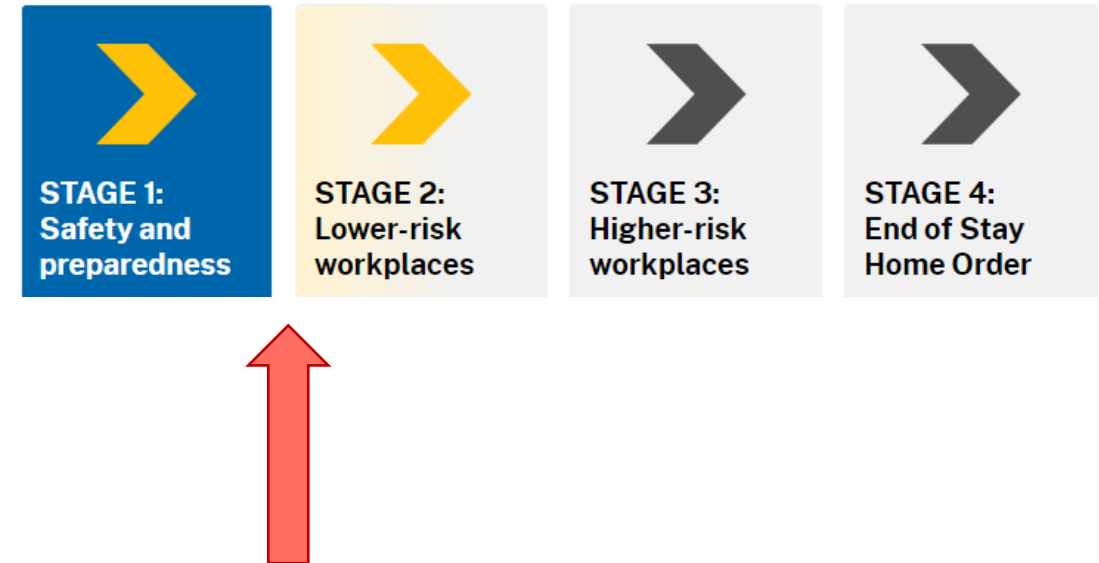 STAGE 1:
Safety and
preparedness
STAGE 2:
Lower-risk
workplaces
STAGE 3:
Higher-risk
workplaces
STAGE 4:
End of Stay
Home Order